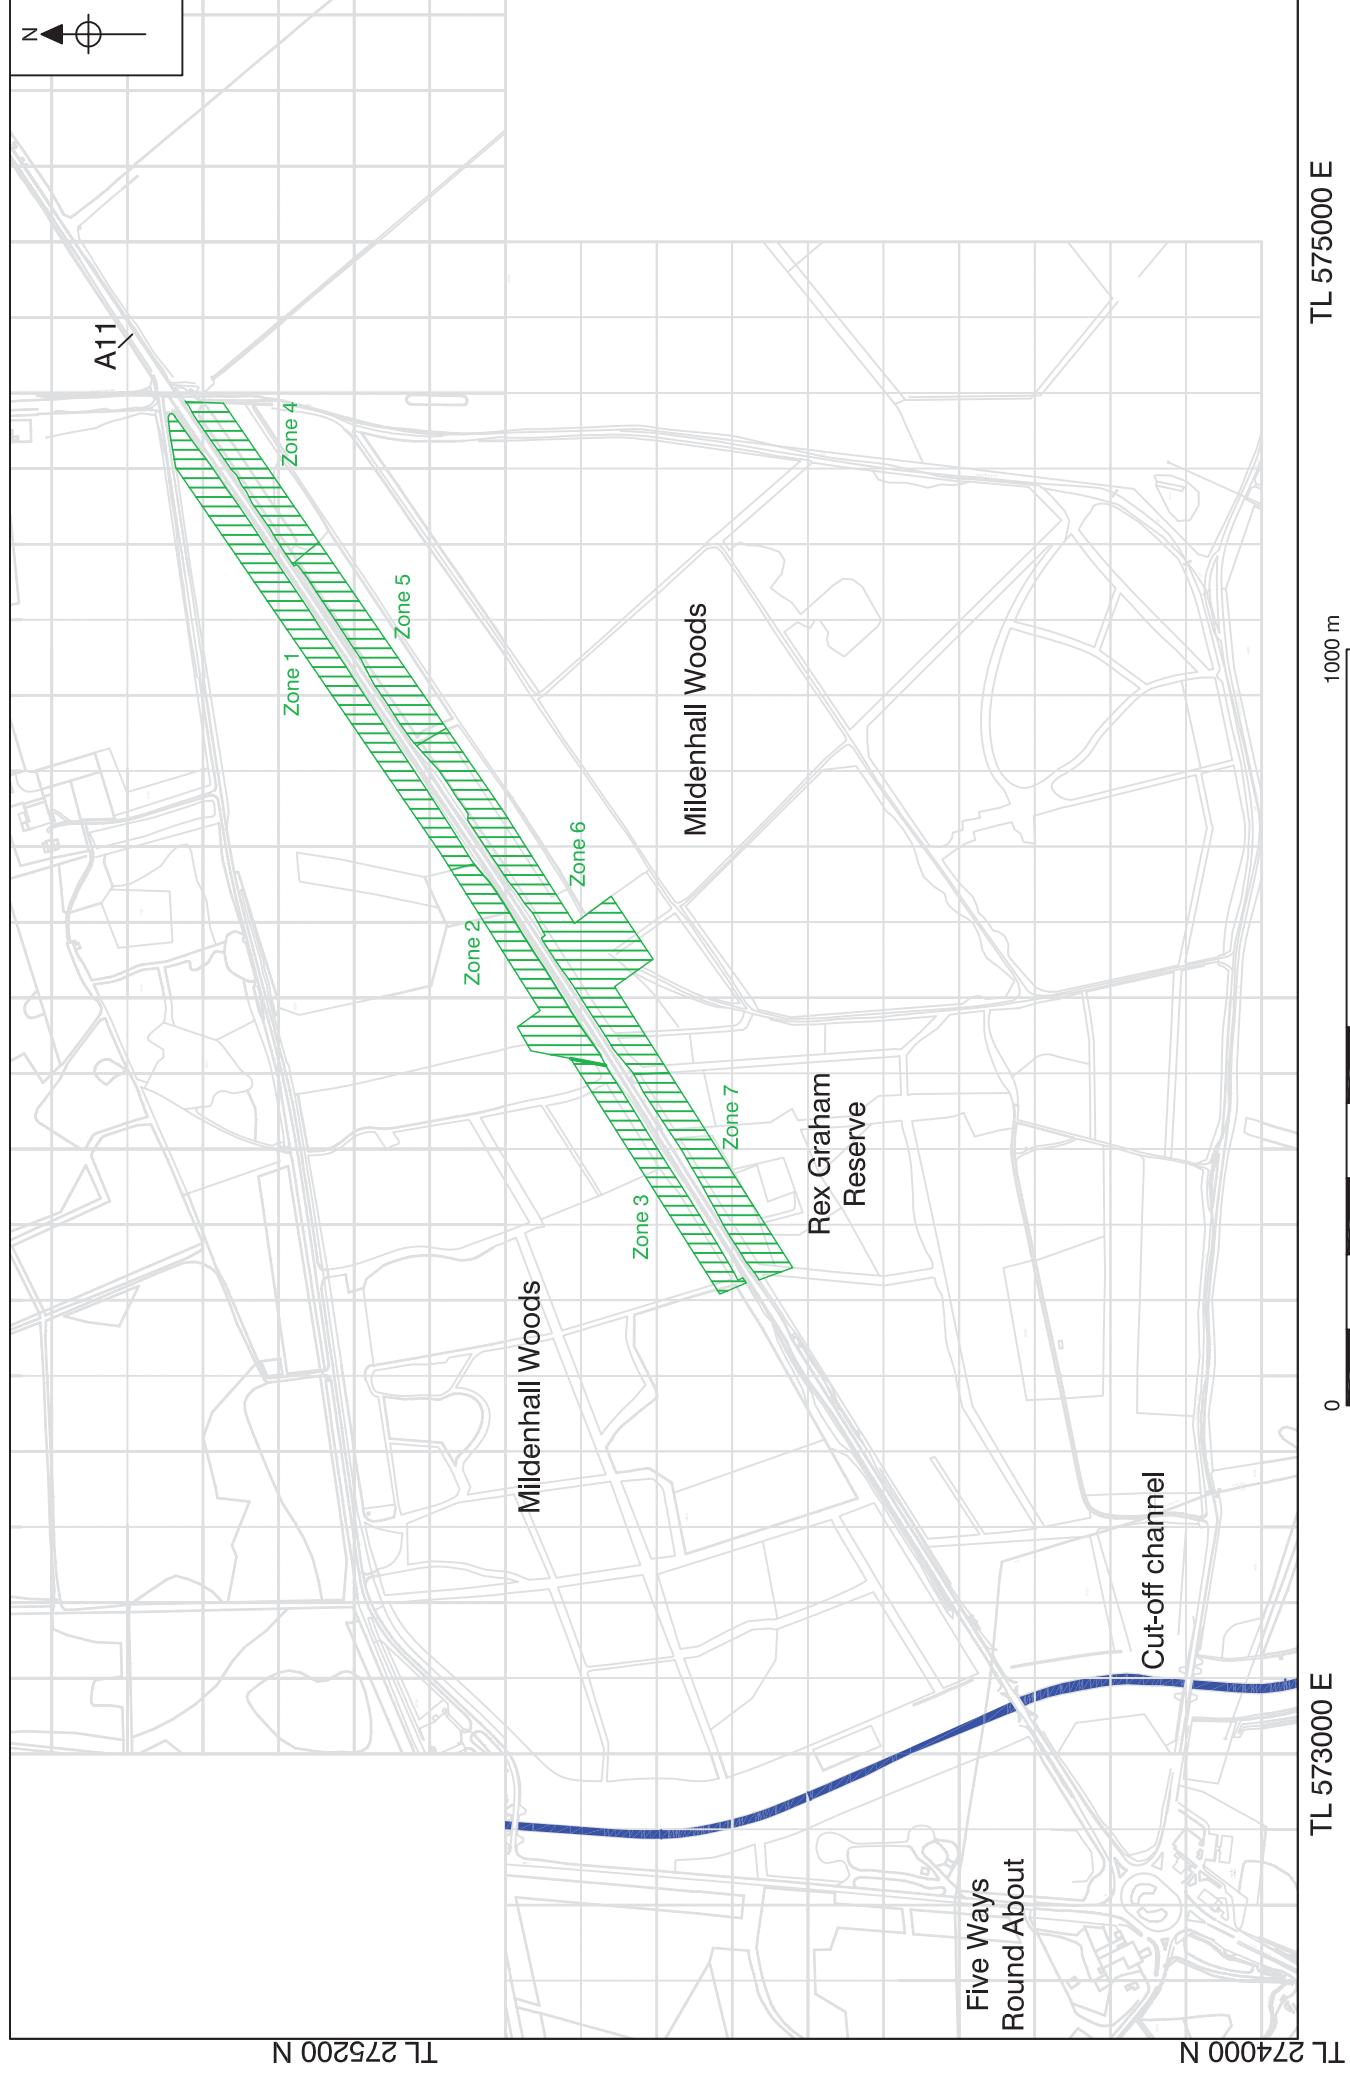 N
A11
Zone 4
Zone 5
Zone 1
Zone 6
Zone 2
Zone 7
Zone 3
Mildenhall Woods
Mildenhall Woods
Rex Graham
Reserve
Cut-off channel
Five Ways
Round About
TL 275200 N
TL 274000 N
TL 573000 E
TL 575000 E
0
1000 m